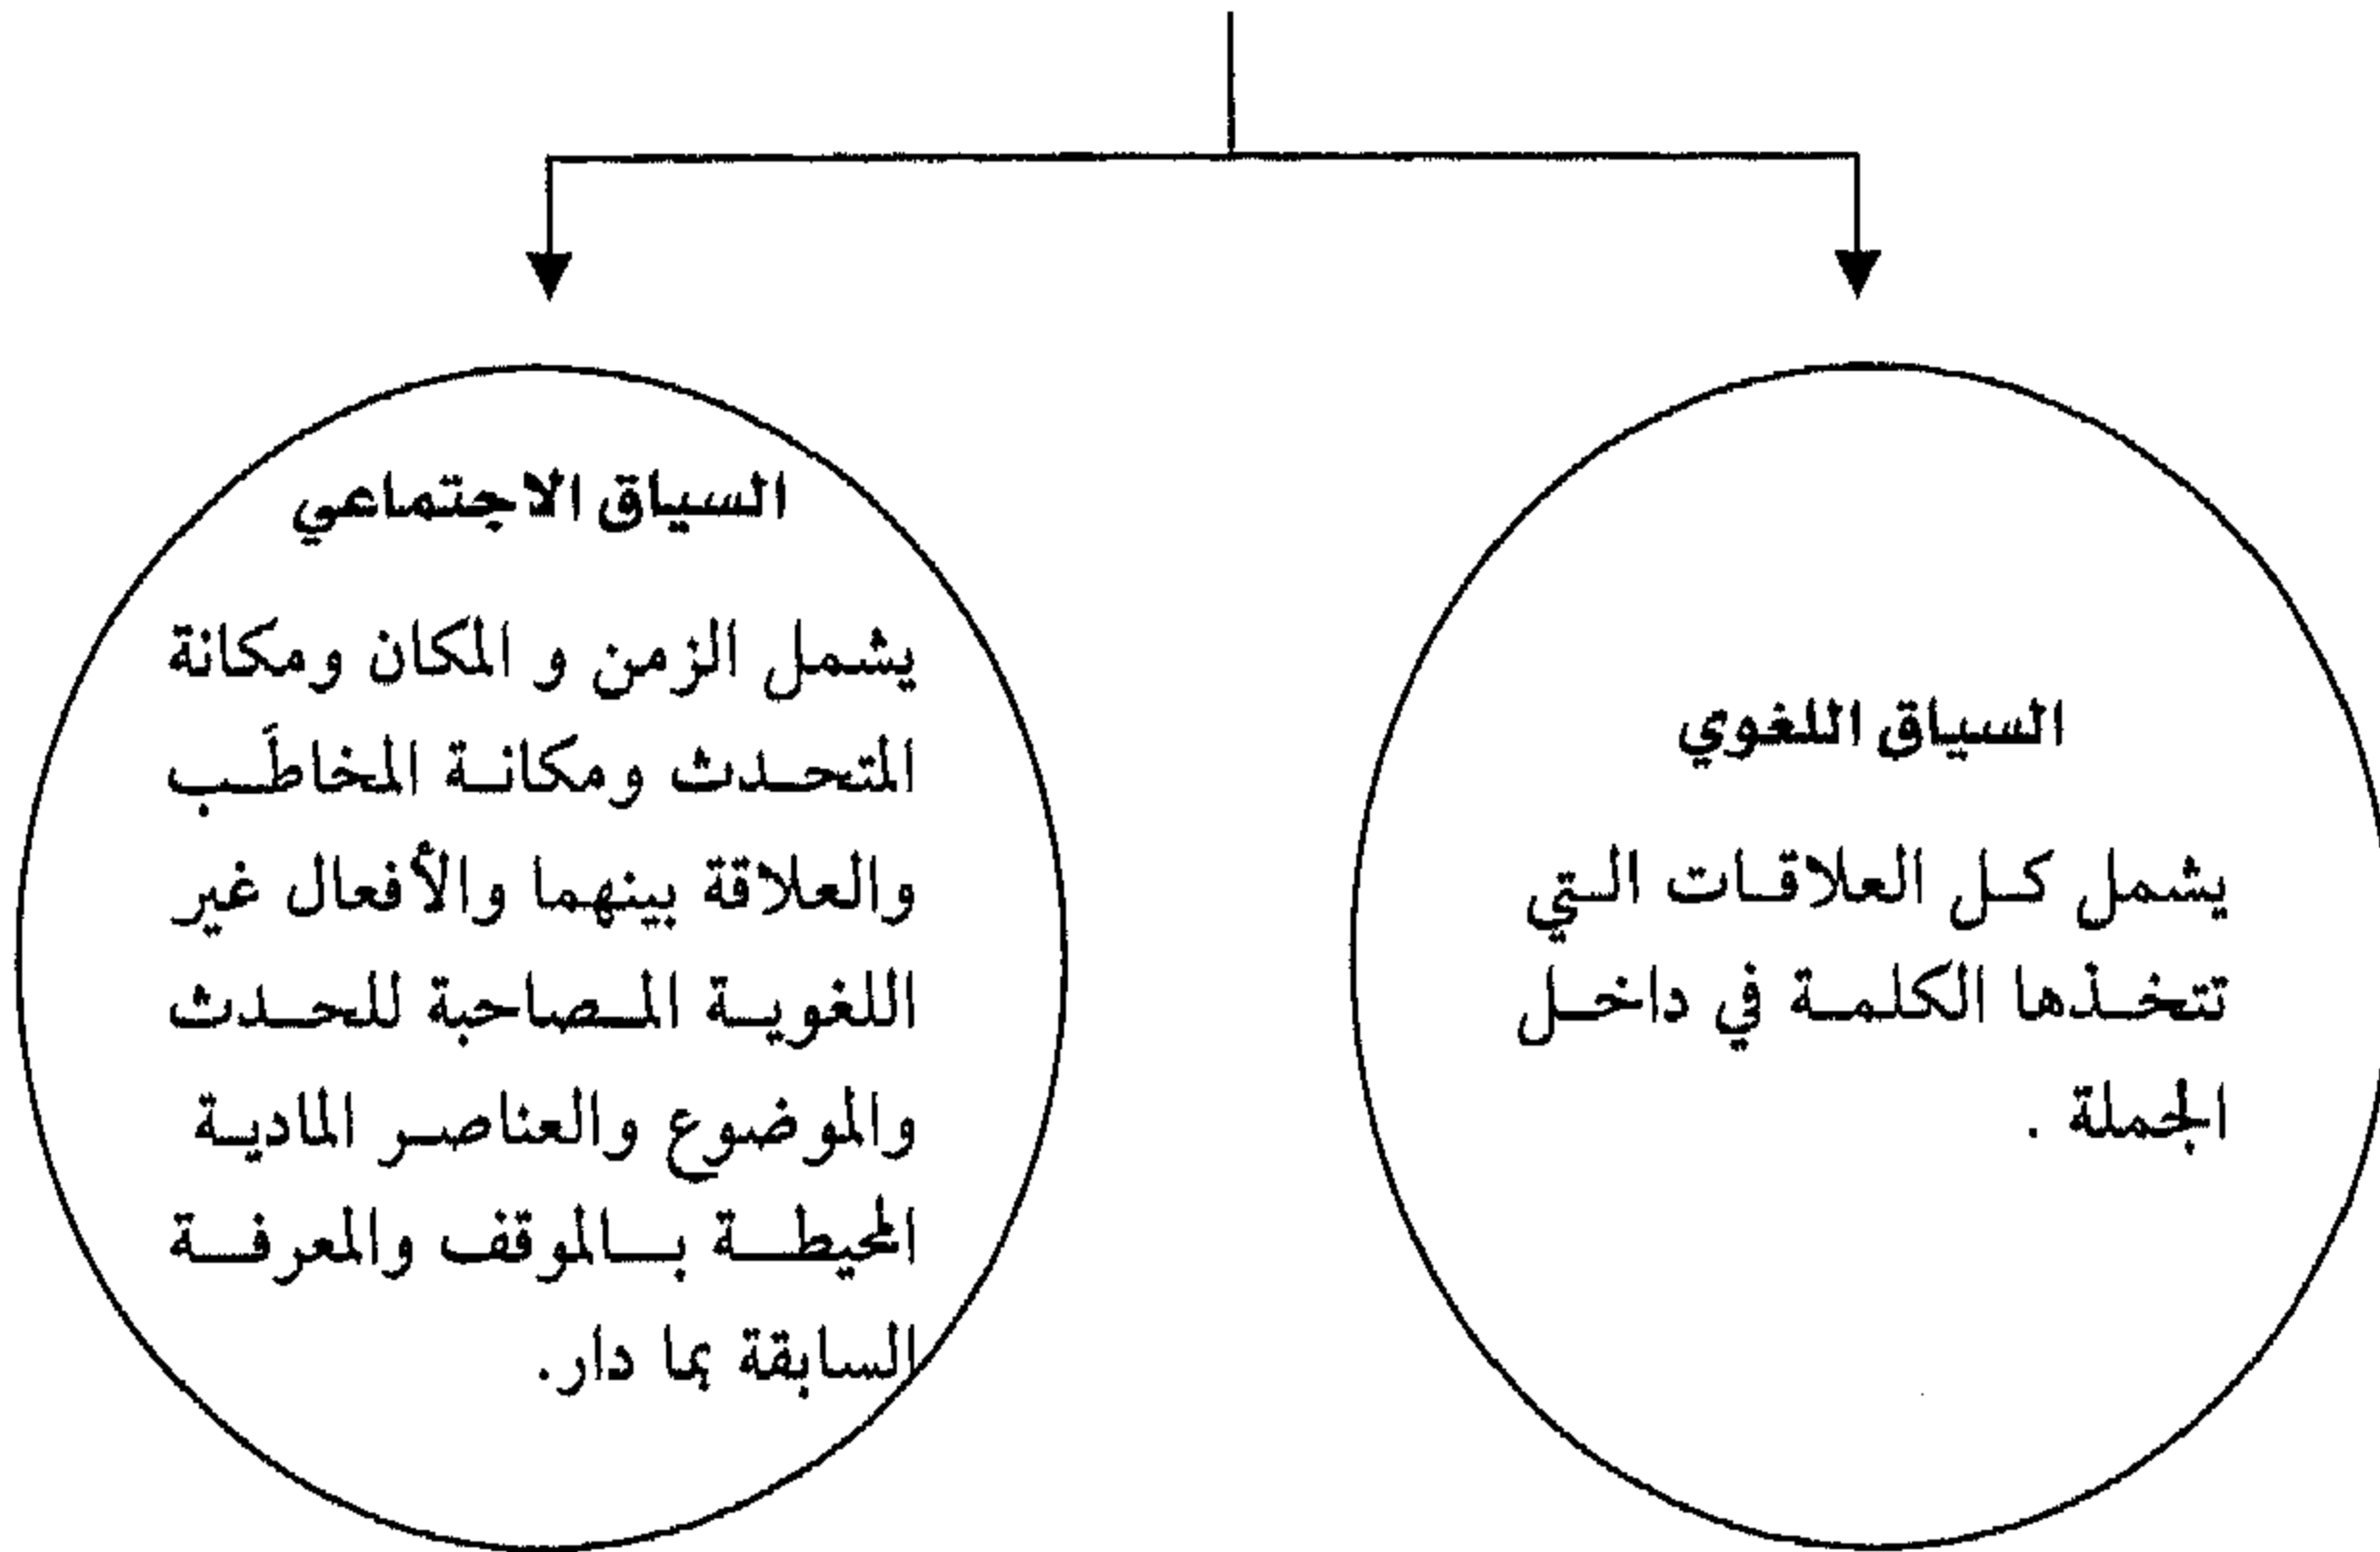 السياق اللغوي
يشمل كل العلاقات التي
تتخذها الكلمة في داخل
الجملة .
السياق الاجتماعي
يشمل الزمن و المكان ومكانة
المتحدث ومكانة المخاطَب
والعلاقة بينهما والأفعال غير
اللغوية المصاحبة للحدث
والموضوع والعناصر المادية
المحيطة بالموقف والمعرفة
السابقة بما دار.